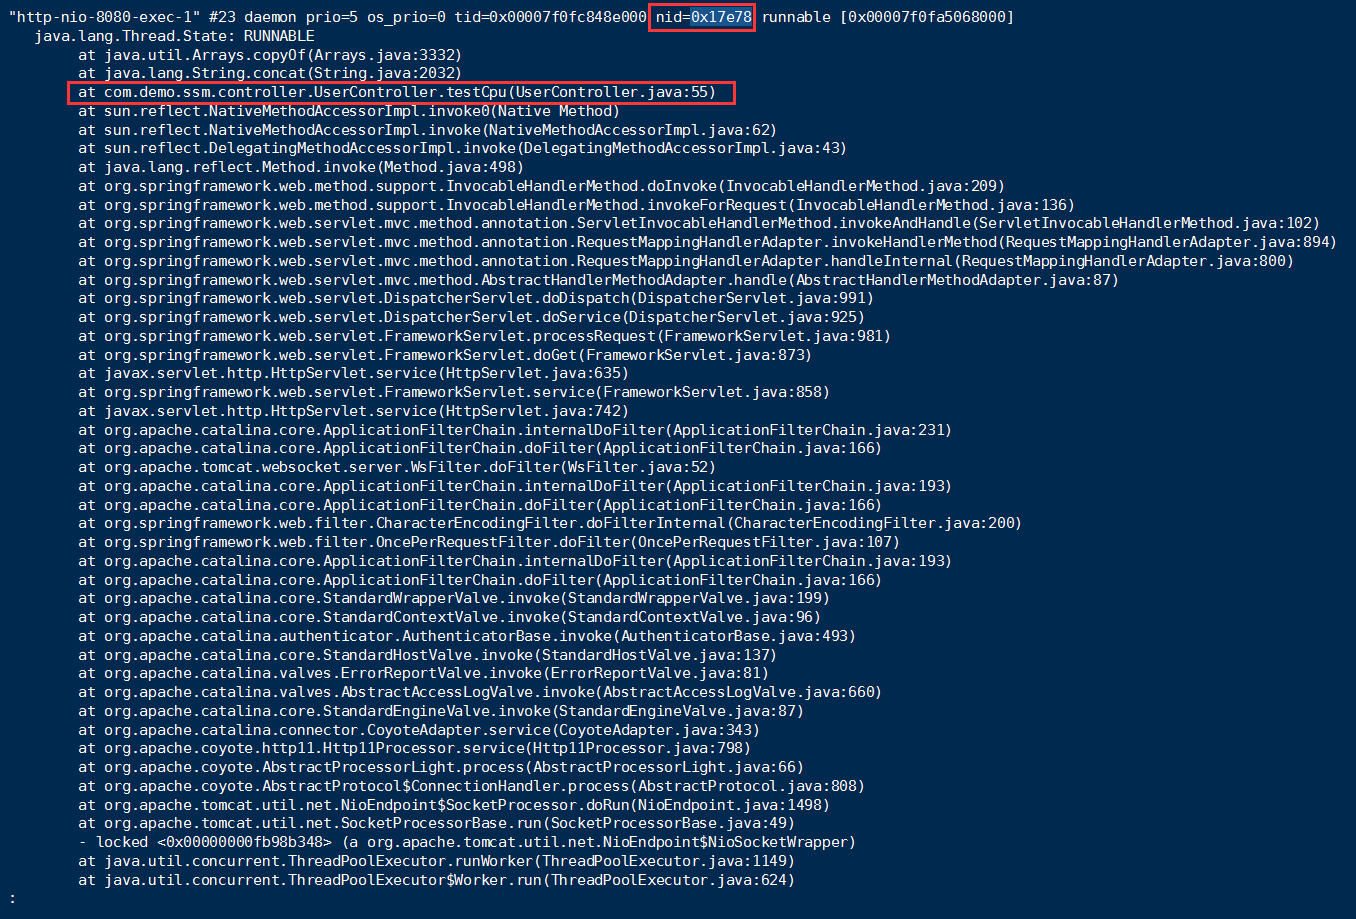 "http-nio-8080-exec-1" #23 daemon prio=5 os_prio=0 tid=0x00007f0fc848e000 nid=0x17e78 runnable [0x00007f0fa5068000]
java.lang.Thread.State: RUNNABLE
at java.util.Arrays.copyOf(Arrays.java:3332)
at java.lang.String.concat(String.java:2032)
at com.demo.ssm.controller.UserController.testCpu(UserController.java:55)
at sun.reflect.NativeMethodAccessorImpl.invoke0(Native Method)
at sun.reflect.NativeMethodAccessorImpl.invoke(NativeMethodAccessorImpl.java:62)
at sun.reflect.DelegatingMethodAccessorImpl.invoke(DelegatingMethodAccessorImpl.java:43)
at java.lang.reflect.Method.invoke(Method.java:498)
at org.springframework.web.method.support.InvocableHandlerMethod.doInvoke(InvocableHandlerMethod.java:209)
at org.springframework.web.method.support.InvocableHandlerMethod.invokeForRequest(InvocableHandlerMethod.java:136)
at org.springframework.web.servlet.mvc.method.annotation.ServletInvocableHandlerMethod.invokeAndHandle(ServletInvocableHandlerMethod.java:102)
at org.springframework.web.servlet.mvc.method.annotation.RequestMappingHandlerAdapter.invokeHandlerMethod(RequestMappingHandlerAdapter.java:894)
at org.springframework.web.servlet.mvc.method.annotation.RequestMappingHandlerAdapter.handleInternal(RequestMappingHandlerAdapter.java:800)
at org.springframework.web.servlet.mvc.method.AbstractHandlerMethodAdapter.handle(AbstractHandlerMethodAdapter.java:87)
at org.springframework.web.servlet.DispatcherServlet.doDispatch(DispatcherServlet.java:991)
at org.springframework.web.servlet.DispatcherServlet.doService(DispatcherServlet.java:925)
at org.springframework.web.servlet.FrameworkServlet.processRequest(FrameworkServlet.java:981)
at org.springframework.web.servlet.FrameworkServlet.doGet(FrameworkServlet.java:873)
at javax.servlet.http.HttpServlet.service(HttpServlet.java:635)
at org.springframework.web.servlet.FrameworkServlet.service(FrameworkServlet.java:858)
at javax.servlet.http.HttpServlet.service(HttpServlet.java:742)
at org.apache.catalina.core.ApplicationFilterChain.internalDoFilter(ApplicationFilterChain.java:231)
at org.apache.catalina.core.ApplicationFilterChain.doFilter(ApplicationFilterChain.java:166)
at org.apache.tomcat.websocket.server.WsFilter.doFilter(WsFilter.java:52)
at org.apache.catalina.core.ApplicationFilterChain.internalDoFilter(ApplicationFilterChain.java:193)
at org.apache.catalina.core.ApplicationFilterChain.doFilter(ApplicationFilterChain.java:166)
at org.springframework.web.filter.CharacterEncodingFilter.doFilterInternal(CharacterEncodingFilter.java:200)
at org.springframework.web.filter.OncePerRequestFilter.doFilter(OncePerRequestFilter.java:107)
at org.apache.catalina.core.ApplicationFilterChain.internalDoFilter(ApplicationFilterChain.java:193)
at org.apache.catalina.core.ApplicationFilterChain.doFilter(ApplicationFilterChain.java:166)
at org.apache.catalina.core.StandardWrapperValve.invoke(StandardWrapperValve.java:199)
at org.apache.catalina.core.StandardContextValve.invoke(StandardContextValve.java:96)
at org.apache.catalina.authenticator.AuthenticatorBase.invoke(AuthenticatorBase.java:493)
at org.apache.catalina.core.StandardHostValve.invoke(StandardHostValve.java:137)
at org.apache.catalina.valves.ErrorReportValve.invoke(ErrorReportValve.java:81)
at org.apache.catalina.valves.AbstractAccessLogValve.invoke(AbstractAccessLogValve.java:660)
at org.apache.catalina.core.StandardEngineValve.invoke(StandardEngineValve.java:87)
at org.apache.catalina.connector.CoyoteAdapter.service(CoyoteAdapter.java:343)
at org.apache.coyote.http11.Http11Processor.service(Http11Processor.java:798)
at org.apache.coyote.AbstractProcessorLight.process(AbstractProcessorLight.java:66)
at org.apache.coyote.AbstractProtocol$ConnectionHandler.process(AbstractProtocol.java:808)
at org.apache.tomcat.util.net.NioEndpoint$SocketProcessor.doRun(NioEndpoint.java:1498)
at org.apache.tomcat.util.net.SocketProcessorBase.run(SocketProcessorBase.java:49)
- locked <0x00000000fb98b348> (a org.apache.tomcat.util.net.NioEndpoint$NioSocketWrapper)
at java.util.concurrent.ThreadPoolExecutor.runWorker(ThreadPoolExecutor.java:1149)
at java.util.concurrent.ThreadPoolExecutor$Worker.run(ThreadPoolExecutor.java:624)
: